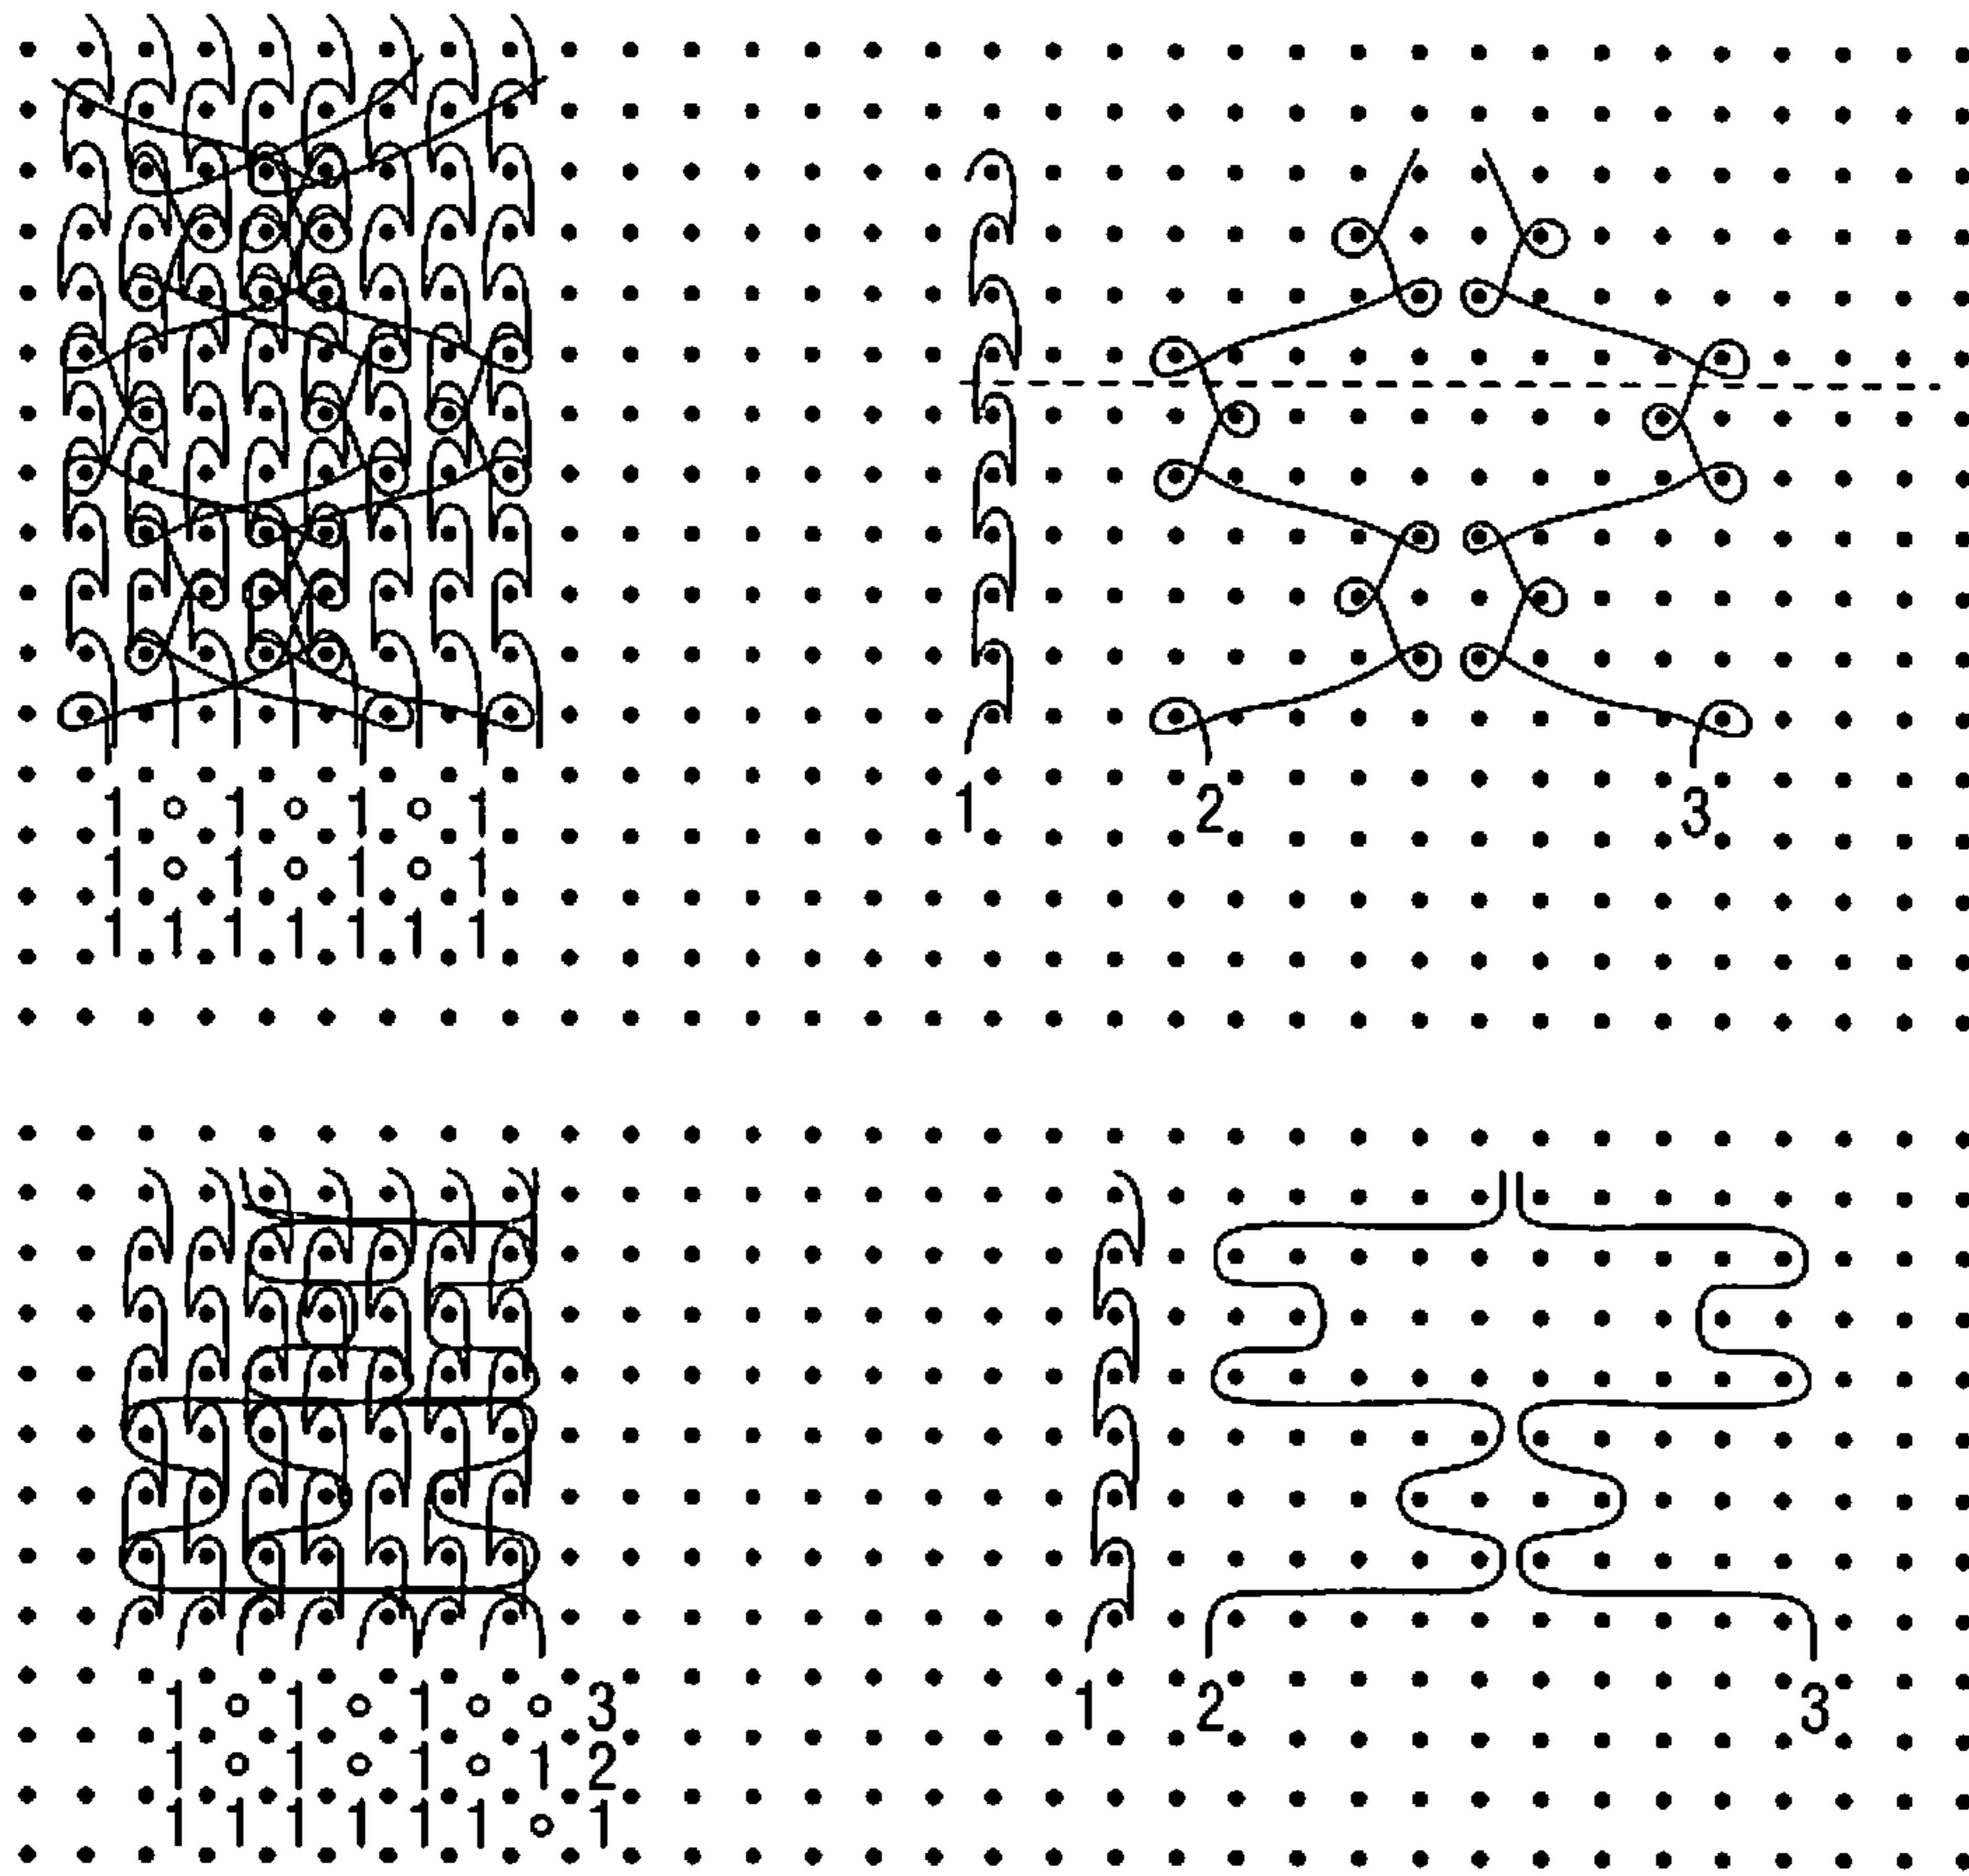 1 o 1 o 1 o 1
1 o 1 o 1 o 1
1 1 1 1 1 1 1
1 2 3
1 o 1 o 1 o o 3
1 o 1 o 1 o 1 2
1 1 1 1 1 1 o 1
1 2 3